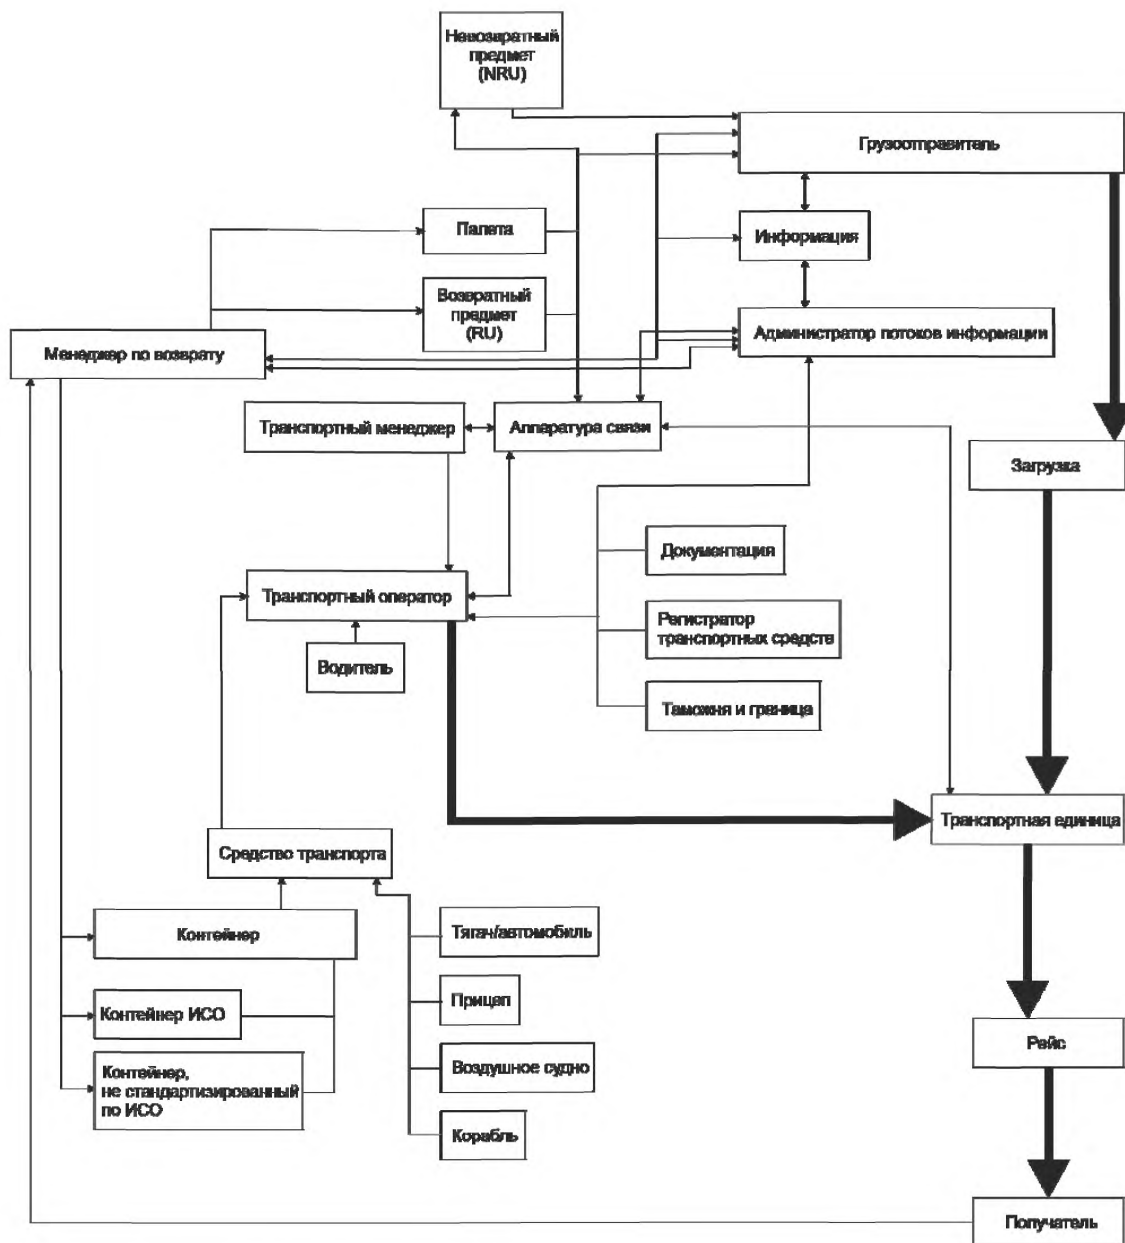 Невозвратный
предмет
(NRU)
Грузоотправитель
Палета
Информация
Возвратный
предмет
(RU)
Администратор потоков информации
Менеджер по возврату
Транспортный менеджер
Аппаратура связи
Загрузка
Документация
Транспортный оператор
Регистратор
транспортных средств
Водитель
Таможня и граница
Транспортная единица
Средство транспорта
Контейнер
Тягач/автомобиль
Контейнер ИСО
Прицеп
Рейс
Контейнер,
не стандартизированный
по ИСО
Воздушное судно
Корабль
Получатель